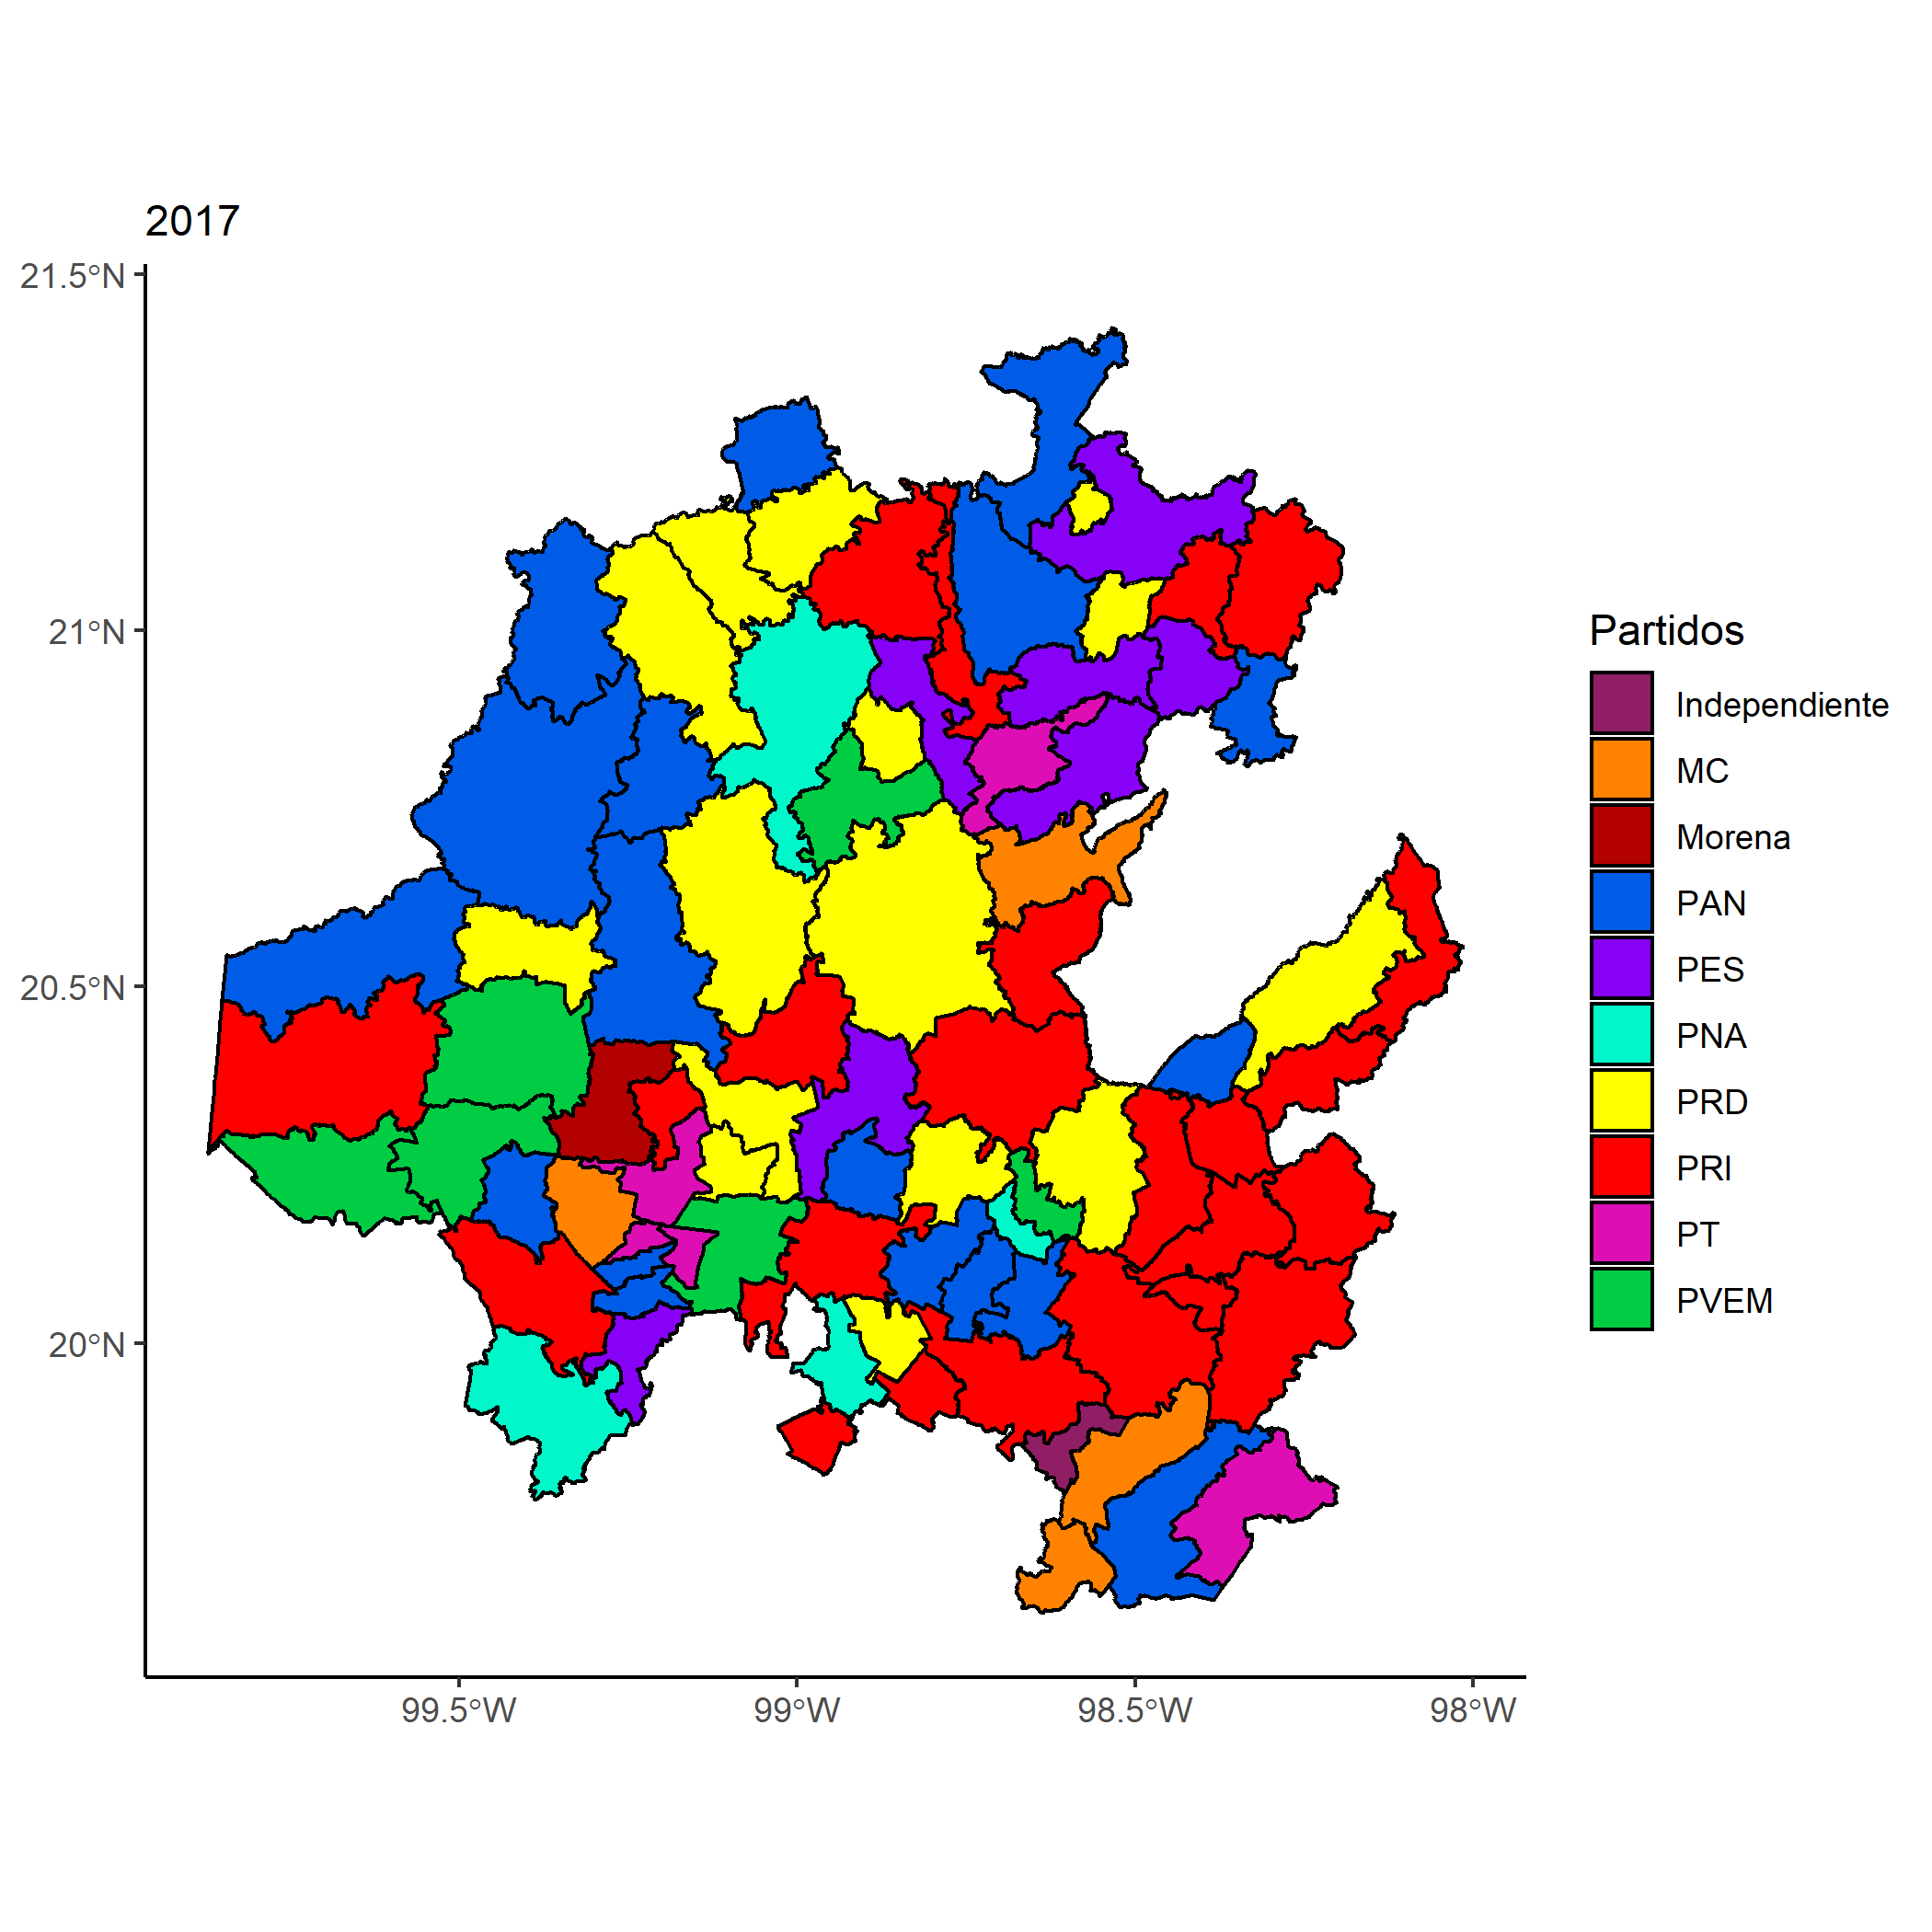 2017
21.5°N
21°N
20.5°N
20°N
99.5°W
99°W
98.5°W
98°W
Partidos
Independiente
MC
Morena
PAN
PES
PNA
PRD
PRI
PT
PVEM